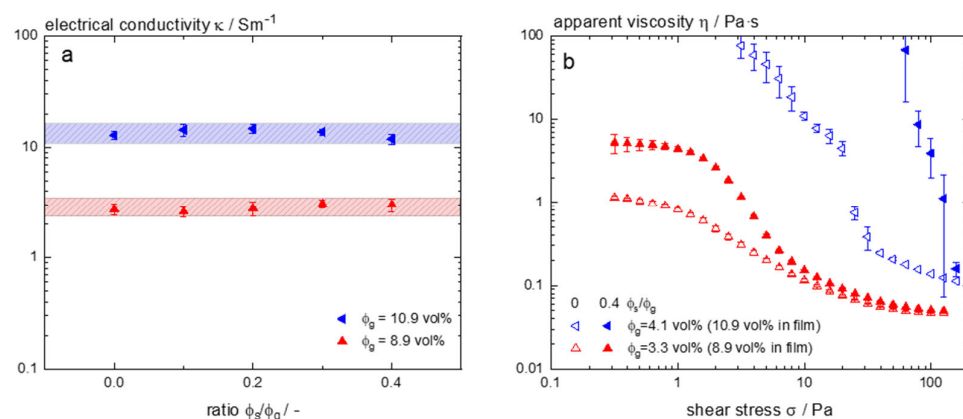 electrical conductivity κ / Sm⁻¹
100
10
1
0.1
a
ϕg = 10.9 vol%
ϕg = 8.9 vol%
0.0 0.1 0.2 0.3 0.4
ratio ϕs/ϕg / -
apparent viscosity η / Pa·s
100
10
1
0.1
0.01
b
0 0.4 ϕs/ϕg
ϕg=4.1 vol% (10.9 vol% in film)
ϕg=3.3 vol% (8.9 vol% in film)
0.1 1 10 100
shear stress σ / Pa